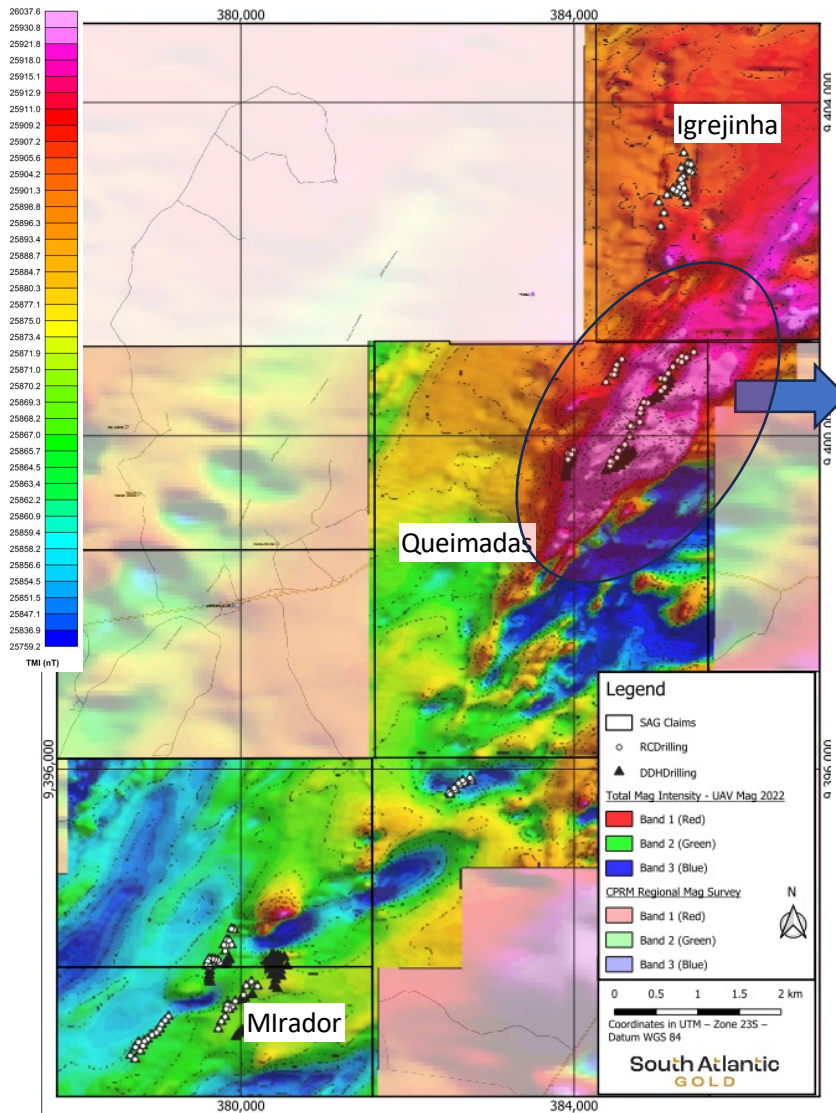 26037.6
25930.8
25921.8
25918.0
25915.1
25912.9
25911.0
25909.2
25907.2
25905.6
25904.2
25901.3
25898.8
25896.3
25893.4
25888.7
25884.7
25880.3
25877.1
25875.0
25873.4
25871.9
25871.0
25870.2
25869.3
25868.2
25867.0
25865.7
25864.5
25863.6
25862.2
25860.9
25859.4
25858.2
25856.6
25854.5
25851.5
25847.1
25836.9
25759.2
TMI (nT)
380,000
384,000
9,404,000
Igrejinha
9,400,000
Queimadas
9,396,000
9,396,000
MIrador
Legend
SAG Claims
RCDrilling
DDHDrilling
Total Mag Intensity - UAV Mag 2022
Band 1 (Red)
Band 2 (Green)
Band 3 (Blue)
CPRM Regional Mag Survey
Band 1 (Red)
Band 2 (Green)
Band 3 (Blue)
N
0 0.5 1 1.5 2 km
Coordinates in UTM – Zone 23S –
Datum WGS 84
South Atlantic
GOLD
380,000
384,000